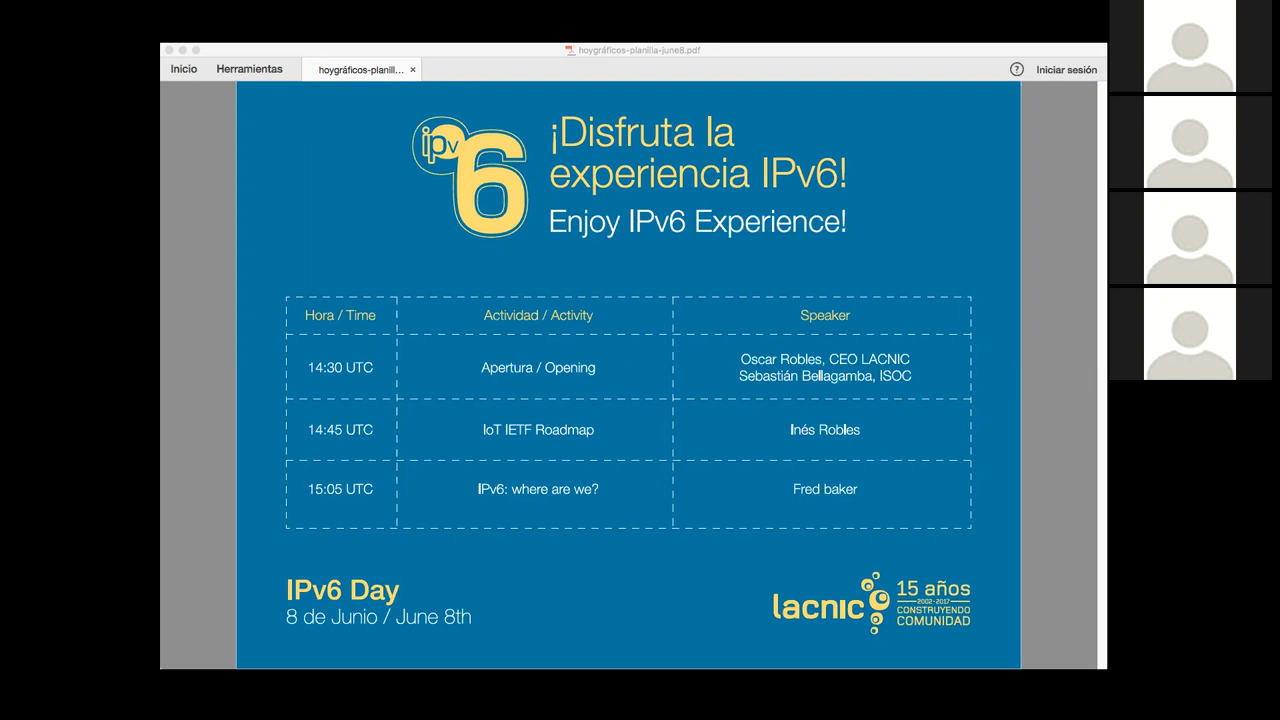 hoygráficos-planilla-june8.pdf
Inicio Herramientas hoygráficos-planill... × ? Iniciar sesión
ipv6
¡Disfruta la
experiencia IPv6!
Enjoy IPv6 Experience!
Hora / Time Actividad / Activity Speaker
14:30 UTC Apertura / Opening Oscar Robles, CEO LACNIC
Sebastián Bellagamba, ISOC
14:45 UTC IoT IETF Roadmap Inés Robles
15:05 UTC IPv6: where are we? Fred baker
IPv6 Day
8 de Junio / June 8th
lacnic
15 años
2002-2017
CONSTRUYENDO
COMUNIDAD